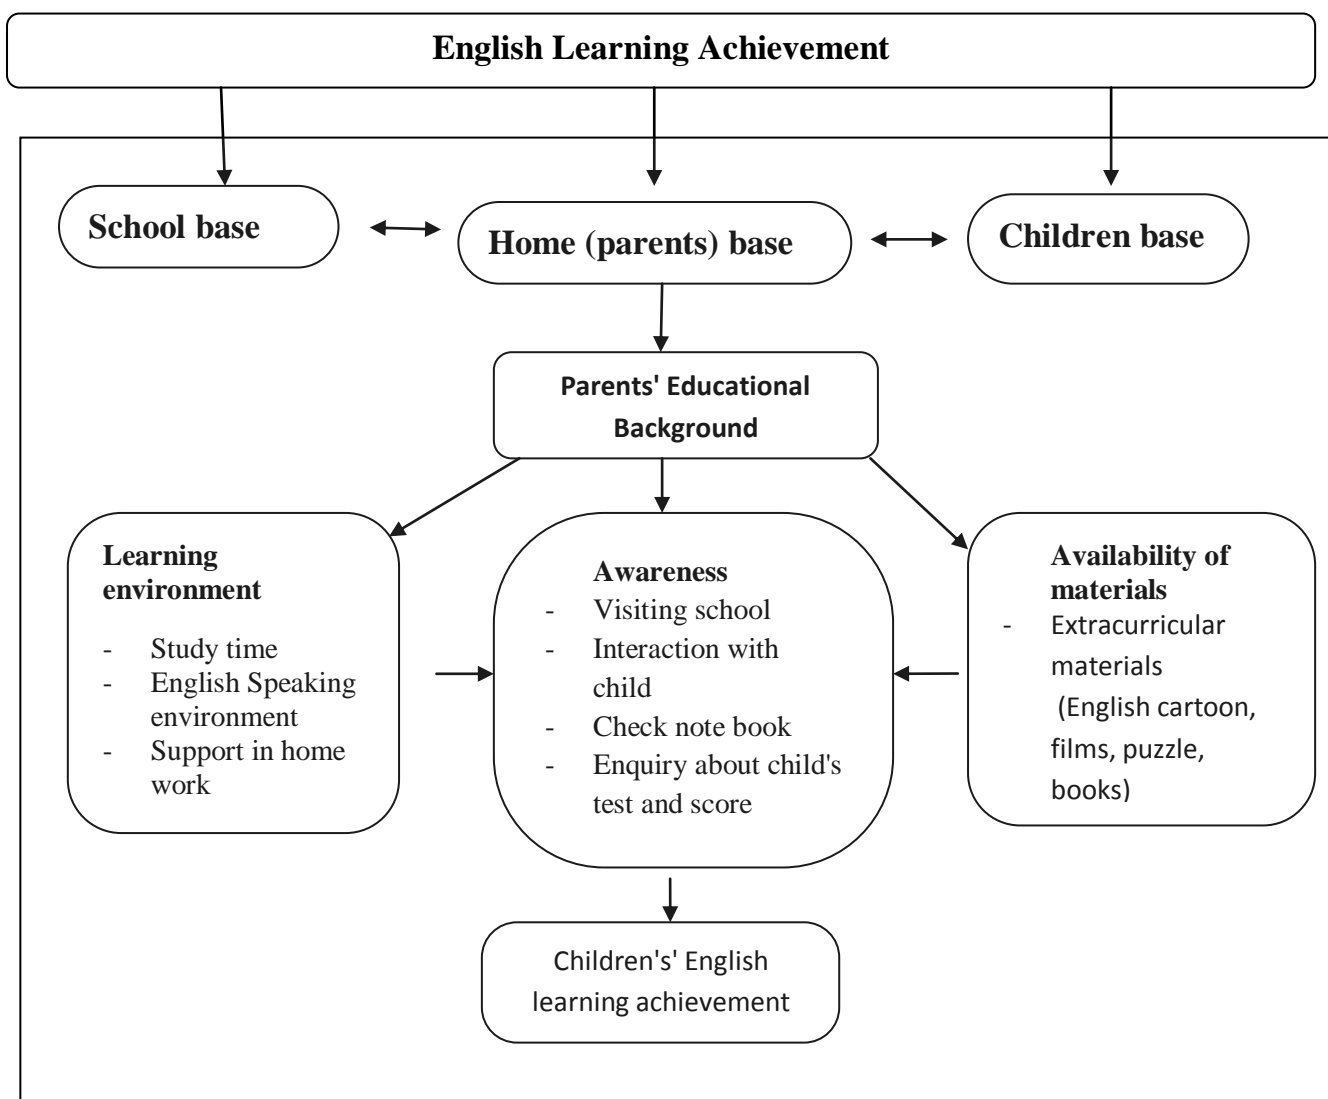 English Learning Achievement
School base
Home (parents) base
Children base
Parents' Educational
Background
Learning
environment
- Study time
- English Speaking
environment
- Support in home
work
Awareness
- Visiting school
- Interaction with
child
- Check note book
- Enquiry about child's
test and score
Availability of
materials
- Extracurricular
materials
(English cartoon,
films, puzzle,
books)
Children's' English
learning achievement